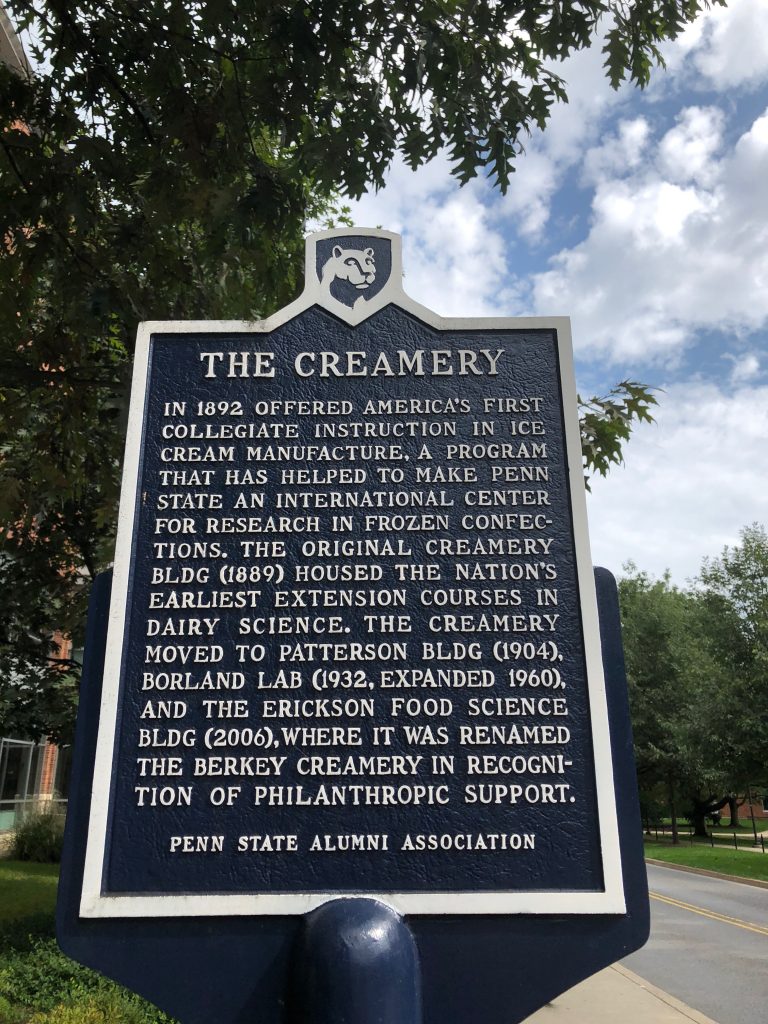 THE CREAMERY
IN 1892 OFFERED AMERICA'S FIRST
COLLEGIATE INSTRUCTION IN ICE
CREAM MANUFACTURE, A PROGRAM
THAT HAS HELPED TO MAKE PENN
STATE AN INTERNATIONAL CENTER
FOR RESEARCH IN FROZEN CONFEC-
TIONS. THE ORIGINAL CREAMERY
BLDG (1889) HOUSED THE NATION'S
EARLIEST EXTENSION COURSES IN
DAIRY SCIENCE. THE CREAMERY
MOVED TO PATTERSON BLDG (1904),
BORLAND LAB (1932, EXPANDED 1960),
AND THE ERICKSON FOOD SCIENCE
BLDG (2006), WHERE IT WAS RENAMED
THE BERKEY CREAMERY IN RECOGNI-
TION OF PHILANTHROPIC SUPPORT.
PENN STATE ALUMNI ASSOCIATION